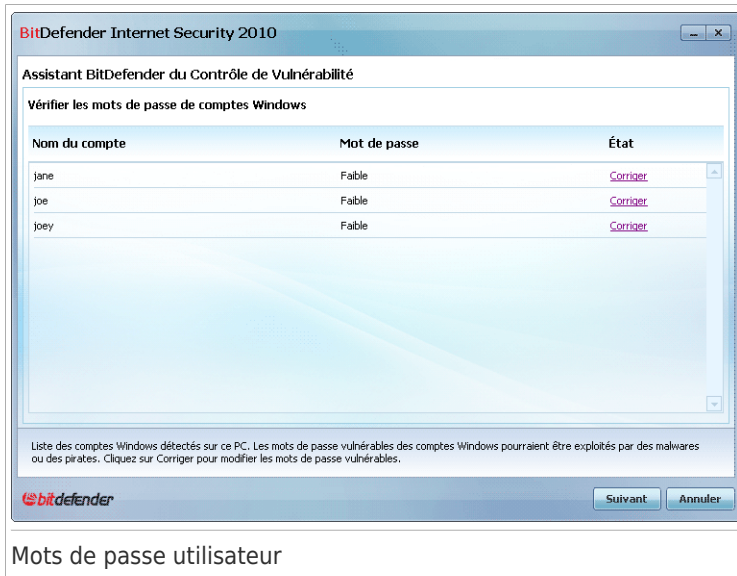 BitDefender Internet Security 2010
Assistant BitDefender du Contrôle de Vulnérabilité
Vérifier les mots de passe de comptes Windows
Nom du compte Mot de passe État
jane Faible Corriger
joe Faible Corriger
joey Faible Corriger
Liste des comptes Windows détectés sur ce PC. Les mots de passe vulnérables des comptes Windows pourraient être exploités par des malwares
ou des pirates. Cliquez sur Corriger pour modifier les mots de passe vulnérables.
bitdefender Suivant Annuler
Mots de passe utilisateur